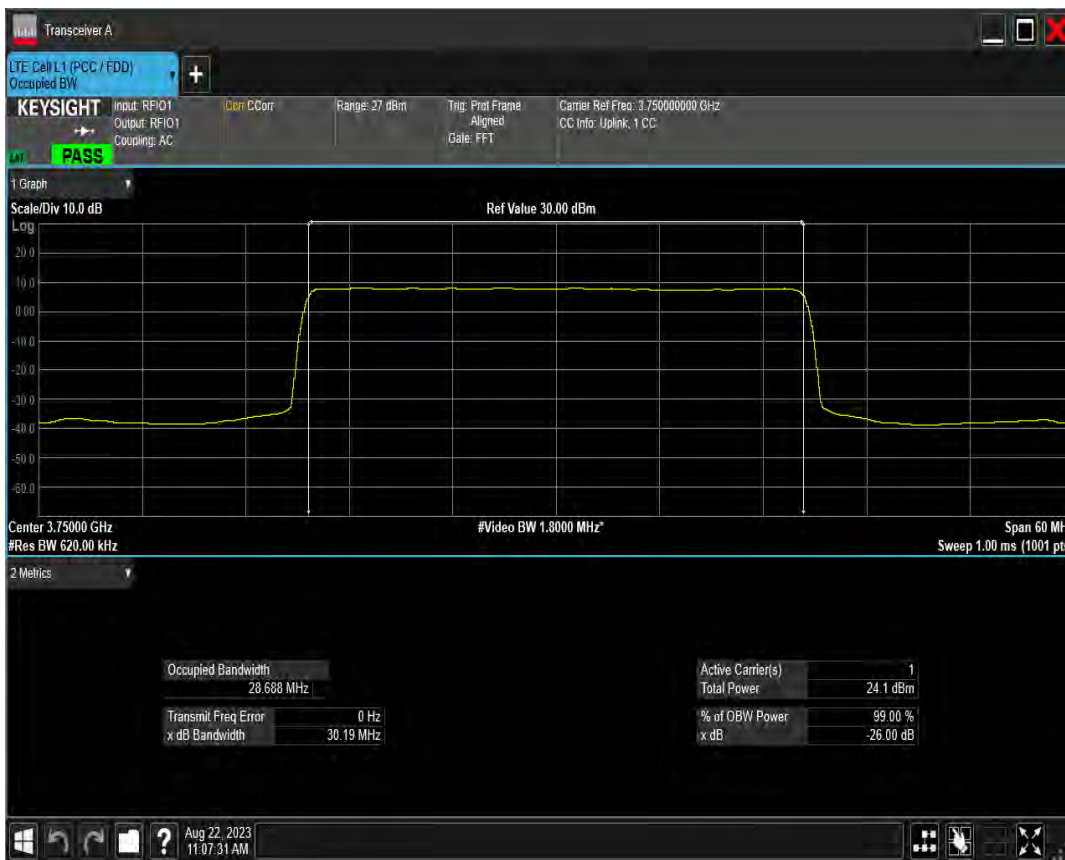 Transceiver A
LTE Cell L1 (PCC / FDD)
Occupied BW
+
KEYSIGHT
PASS
Input: RFIO1
Output: RFIO1
Coupling: AC
Corr CCorr
Range: 27 dBm
Trig: Prot Frame
Aligned
Gate: FFT
Carrier Ref Freq: 3.750000000 GHz
CC Info: Uplink, 1 CC
1 Graph
Scale/Div 10.0 dB
Ref Value 30.00 dBm
Log
20.0
10.0
0.00
-10.0
-20.0
-30.0
-40.0
-50.0
-60.0
Center 3.75000 GHz
#Video BW 1.8000 MHz*
Span 60 MH
#Res BW 620.00 kHz
Sweep 1.00 ms (1001 pt
2 Metrics
Occupied Bandwidth
28.688 MHz
Transmit Freq Error 0 Hz
x dB Bandwidth 30.19 MHz
Active Carrier(s) 1
Total Power 24.1 dBm
% of OBW Power 99.00 %
x dB -26.00 dB
?
Aug 22, 2023
11:07:31 AM